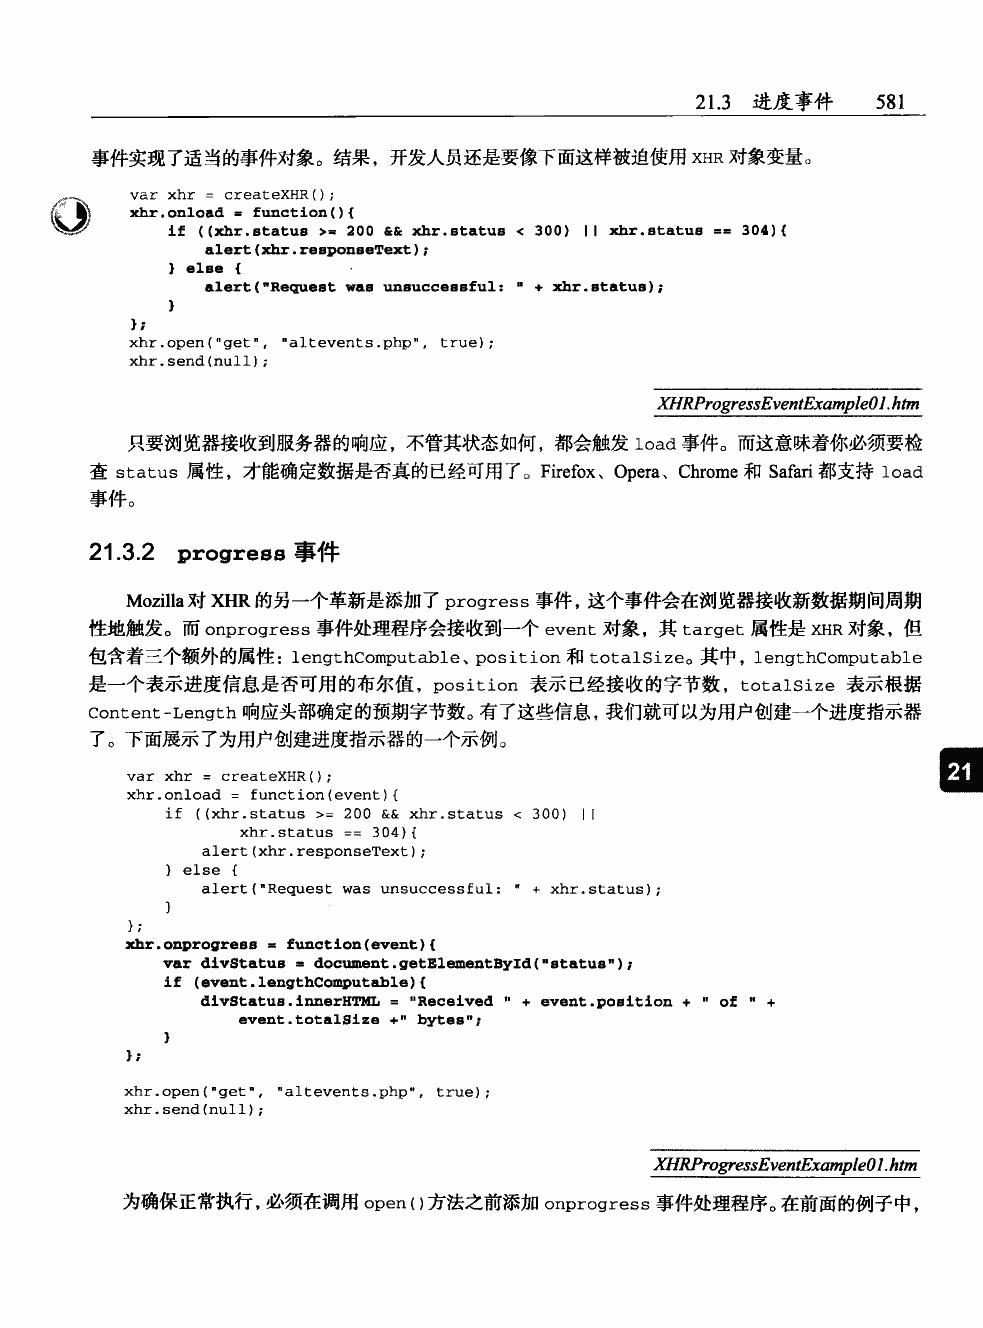 21.3 进度事件 581
事件实现了适当的事件对象。结果，开发人员还是要像下面这样被迫使用 XHR 对象变量。
var xhr = createXHR();
xhr.onload = function(){
if ((xhr.status >= 200 && xhr.status < 300) || xhr.status == 304){
alert(xhr.responseText);
} else {
alert("Request was unsuccessful: " + xhr.status);
}
};
xhr.open("get", "altevents.php", true);
xhr.send(null);
XHRProgressEventExample01.htm
只要浏览器接收到服务器的响应，不管其状态如何，都会触发 load 事件。而这意味着你必须要检
查 status 属性，才能确定数据是否真的已经可用了。Firefox、Opera、Chrome 和 Safari 都支持 load
事件。
21.3.2 progress 事件
Mozilla 对 XHR 的另一个革新是添加了 progress 事件，这个事件会在浏览器接收新数据期间周期
性地触发。而 onprogress 事件处理程序会接收到一个 event 对象，其 target 属性是 XHR 对象，但
包含着三个额外的属性：lengthComputable、position 和 totalSize。其中，lengthComputable
是一个表示进度信息是否可用的布尔值，position 表示已经接收的字节数，totalSize 表示根据
Content-Length 响应头部确定的预期字节数。有了这些信息，我们就可以为用户创建一个进度指示器
了。下面展示了为用户创建进度指示器的一个示例。
21
var xhr = createXHR();
xhr.onload = function(event){
if ((xhr.status >= 200 && xhr.status < 300) ||
xhr.status == 304){
alert(xhr.responseText);
} else {
alert("Request was unsuccessful: " + xhr.status);
}
};
xhr.onprogress = function(event){
var divStatus = document.getElementById("status");
if (event.lengthComputable){
divStatus.innerHTML = "Received " + event.position + " of " +
event.totalSize +" bytes";
}
};
xhr.open("get", "altevents.php", true);
xhr.send(null);
XHRProgressEventExample01.htm
为确保正常执行，必须在调用 open()方法之前添加 onprogress 事件处理程序。在前面的例子中，